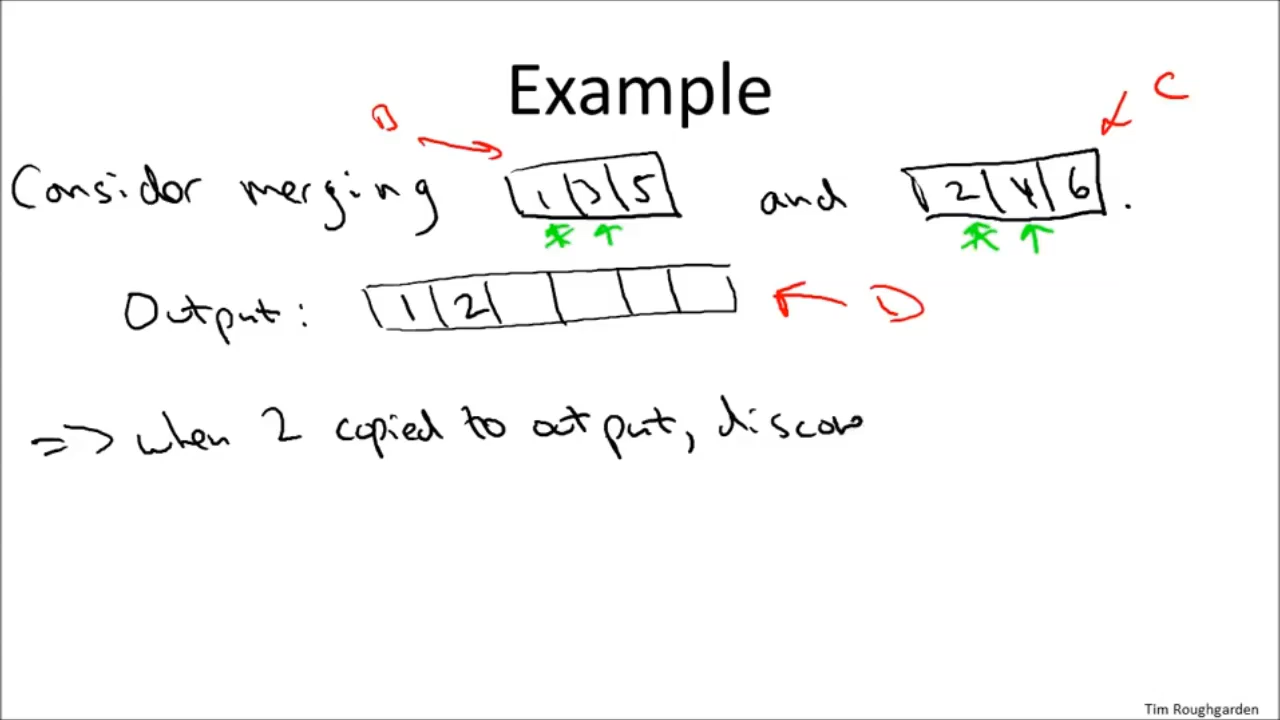 Example
B C
Consider merging 1 3 5 and 2 4 6 .
Output: 1 2 D
=> when 2 copied to output, discove
Tim Roughgarden